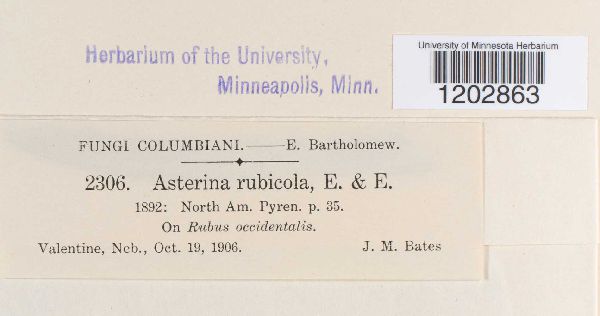 Herbarium of the University,
Minneapolis, Minn.
University of Minnesota Herbarium
1202863
FUNGI COLUMBIANI.——E. Bartholomew.
2306. Asterina rubicola, E. & E.
1892: North Am. Pyren. p. 35.
On Rubus occidentalis.
Valentine, Neb., Oct. 19, 1906. J. M. Bates